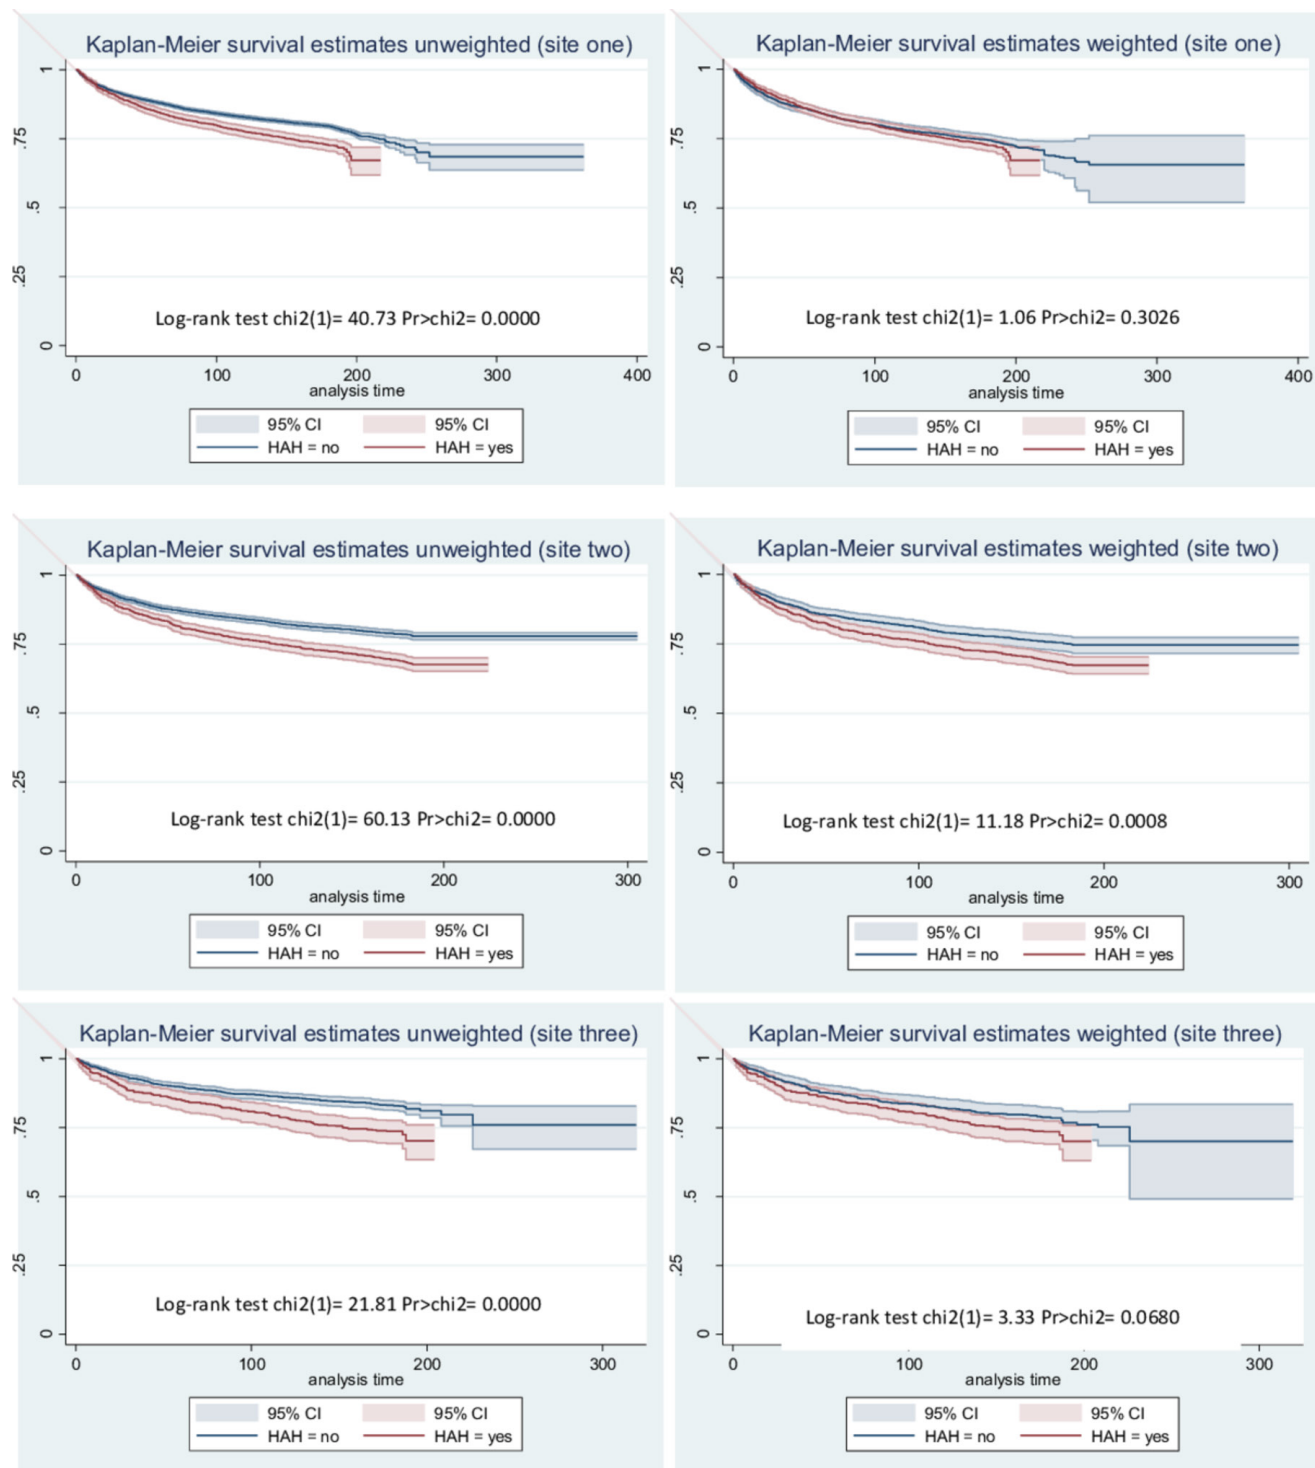 Kaplan-Meier survival estimates unweighted (site one)
1
.75
.5
.25
0
Log-rank test chi2(1)= 40.73 Pr>chi2= 0.0000
0 100 200 300 400
analysis time
95% CI 95% CI
HAH = no HAH = yes
Kaplan-Meier survival estimates weighted (site one)
1
.75
.5
.25
0
Log-rank test chi2(1)= 1.06 Pr>chi2= 0.3026
0 100 200 300 400
analysis time
95% CI 95% CI
HAH = no HAH = yes
Kaplan-Meier survival estimates unweighted (site two)
1
.75
.5
.25
0
Log-rank test chi2(1)= 60.13 Pr>chi2= 0.0000
0 100 200 300
analysis time
95% CI 95% CI
HAH = no HAH = yes
Kaplan-Meier survival estimates weighted (site two)
1
.75
.5
.25
0
Log-rank test chi2(1)= 11.18 Pr>chi2= 0.0008
0 100 200 300
analysis time
95% CI 95% CI
HAH = no HAH = yes
Kaplan-Meier survival estimates unweighted (site three)
1
.75
.5
.25
0
Log-rank test chi2(1)= 21.81 Pr>chi2= 0.0000
0 100 200 300
analysis time
95% CI 95% CI
HAH = no HAH = yes
Kaplan-Meier survival estimates weighted (site three)
1
.75
.5
.25
0
Log-rank test chi2(1)= 3.33 Pr>chi2= 0.0680
0 100 200 300
analysis time
95% CI 95% CI
HAH = no HAH = yes